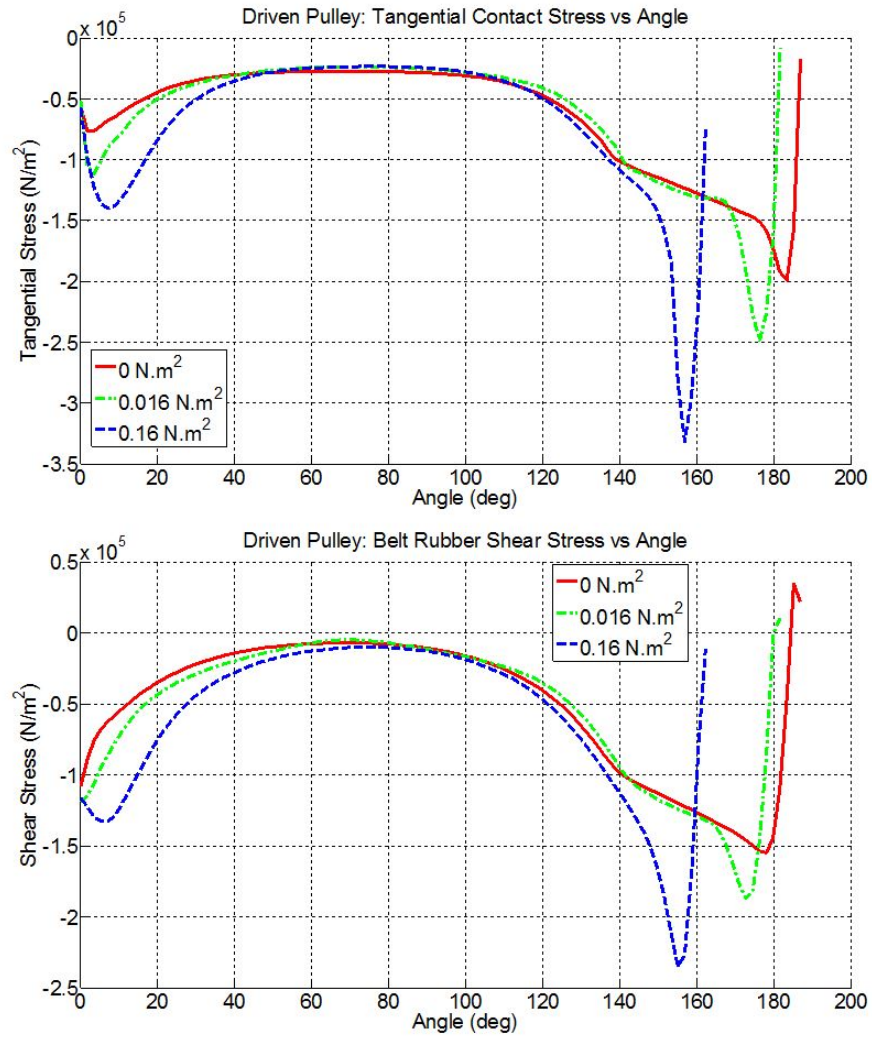 Driven Pulley: Tangential Contact Stress vs Angle
x 10^5
0
-0.5
-1
-1.5
-2
-2.5
-3
-3.5
Tangential Stress (N/m^2)
0 N.m^2
0.016 N.m^2
0.16 N.m^2
0 20 40 60 80 100 120 140 160 180 200
Angle (deg)
Driven Pulley: Belt Rubber Shear Stress vs Angle
x 10^5
0.5
0
-0.5
-1
-1.5
-2
-2.5
Shear Stress (N/m^2)
0 N.m^2
0.016 N.m^2
0.16 N.m^2
0 20 40 60 80 100 120 140 160 180 200
Angle (deg)